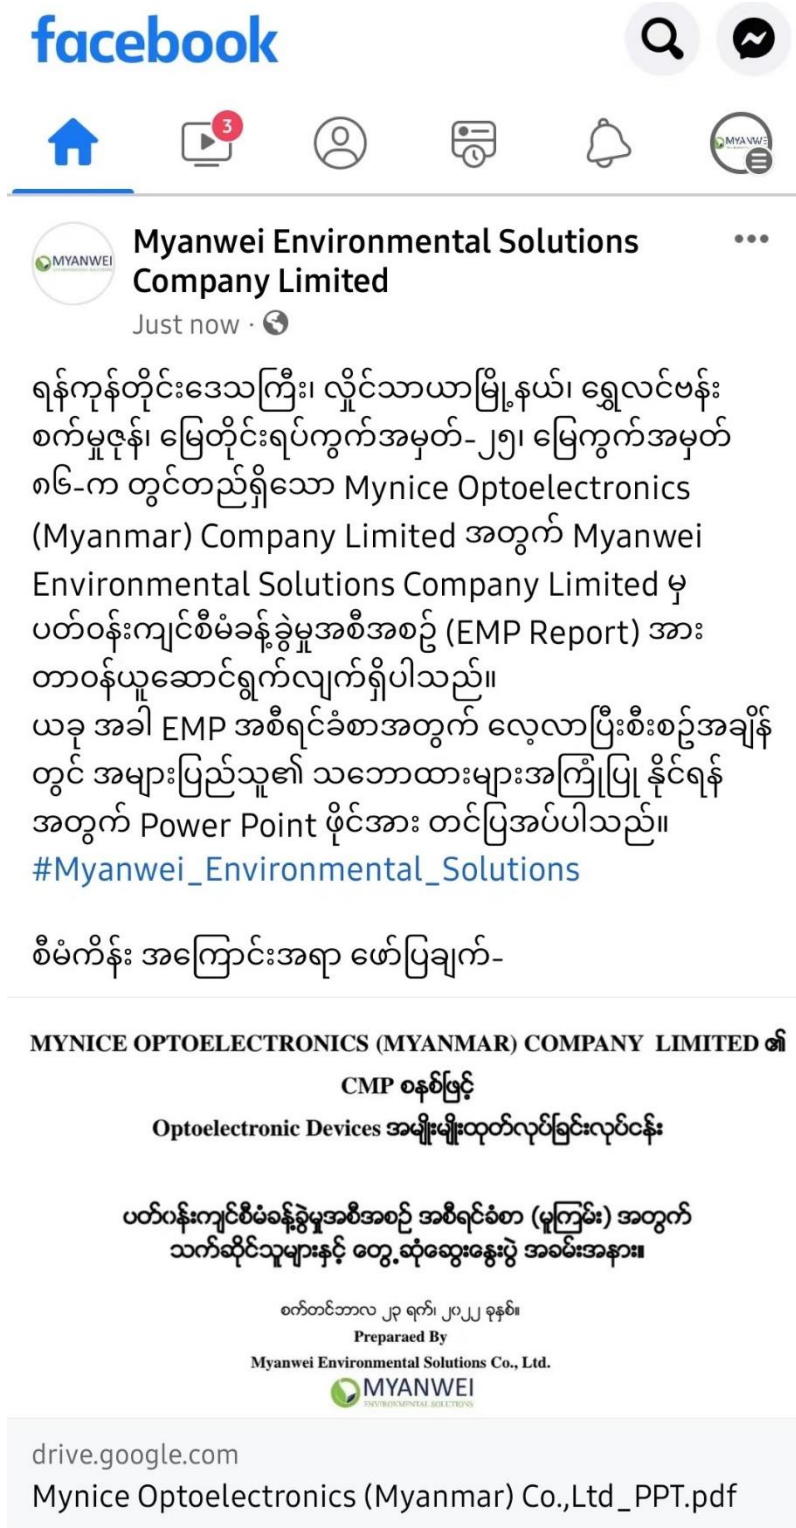 facebook
3
MYANWEI
Myanwei Environmental Solutions
Company Limited
Just now ·
ရန်ကုန်တိုင်းဒေသကြီး၊ လှိုင်သာယာမြို့နယ်၊ ရွှေလင်ဗန်း
စက်မှုဇုန်၊ မြေတိုင်းရပ်ကွက်အမှတ်-၂၅၊ မြေကွက်အမှတ်
၈၆-က တွင်တည်ရှိသော Mynice Optoelectronics
(Myanmar) Company Limited အတွက် Myanwei
Environmental Solutions Company Limited မှ
ပတ်ဝန်းကျင်စီမံခန့်ခွဲမှုအစီအစဉ် (EMP Report) အား
တာဝန်ယူဆောင်ရွက်လျက်ရှိပါသည်။
ယခု အခါ EMP အစီရင်ခံစာအတွက် လေ့လာပြီးစီးစဉ်အချိန်
တွင် အများပြည်သူ၏ သဘောထားများအကြုံပြု နိုင်ရန်
အတွက် Power Point ဖိုင်အား တင်ပြအပ်ပါသည်။
#Myanwei_Environmental_Solutions
စီမံကိန်း အကြောင်းအရာ ဖော်ပြချက်-
MYNICE OPTOELECTRONICS (MYANMAR) COMPANY LIMITED ၏
CMP စနစ်ဖြင့်
Optoelectronic Devices အမျိုးမျိုးထုတ်လုပ်ခြင်းလုပ်ငန်း
ပတ်ဝန်းကျင်စီမံခန့်ခွဲမှုအစီအစဉ် အစီရင်ခံစာ (မူကြမ်း) အတွက်
သက်ဆိုင်သူများနှင့် တွေ့ဆုံဆွေးနွေးပွဲ အခမ်းအနား။
စက်တင်ဘာလ ၂၃ ရက်၊ ၂၀၂၂ ခုနှစ်။
Preparaed By
Myanwei Environmental Solutions Co., Ltd.
MYANWEI
ENVIRONMENTAL SOLUTIONS
drive.google.com
Mynice Optoelectronics (Myanmar) Co.,Ltd_PPT.pdf